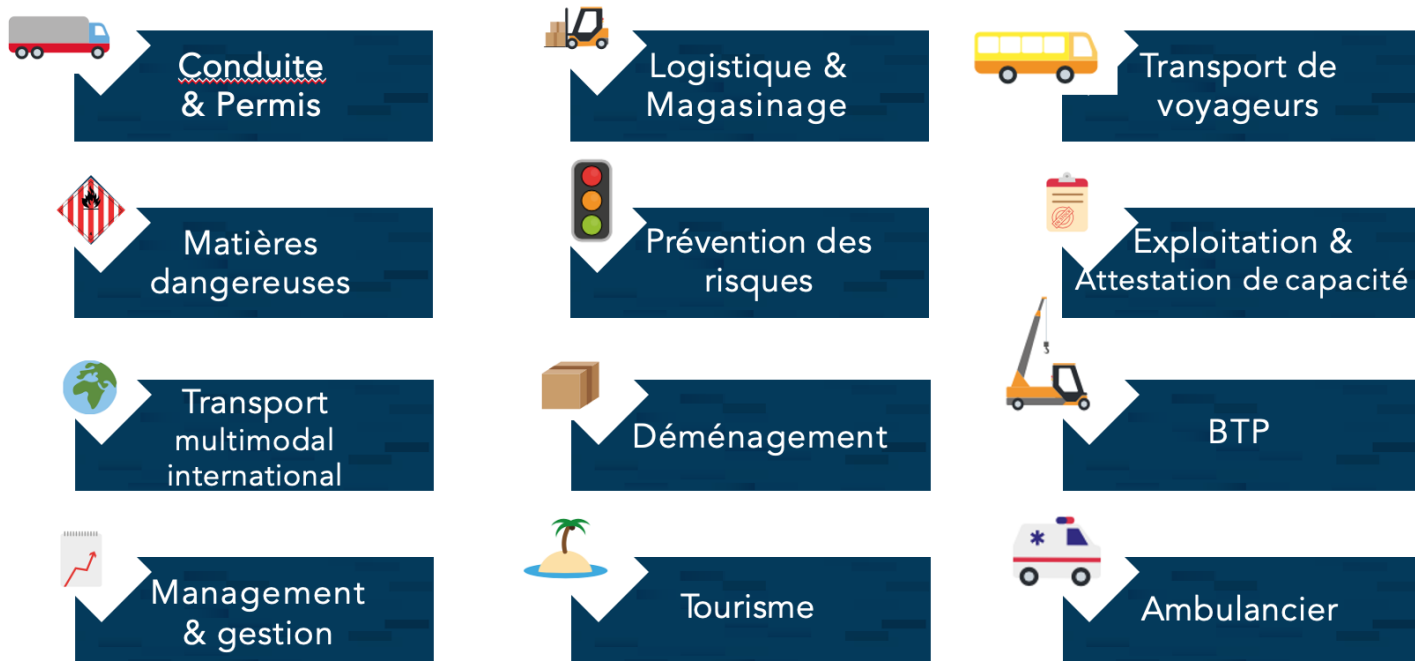 Conduite
& Permis
Logistique &
Magasinage
Transport de
voyageurs
Matières
dangereuses
Prévention des
risques
Exploitation &
Attestation de capacité
Transport
multimodal
international
Déménagement
BTP
Management
& gestion
Tourisme
Ambulancier